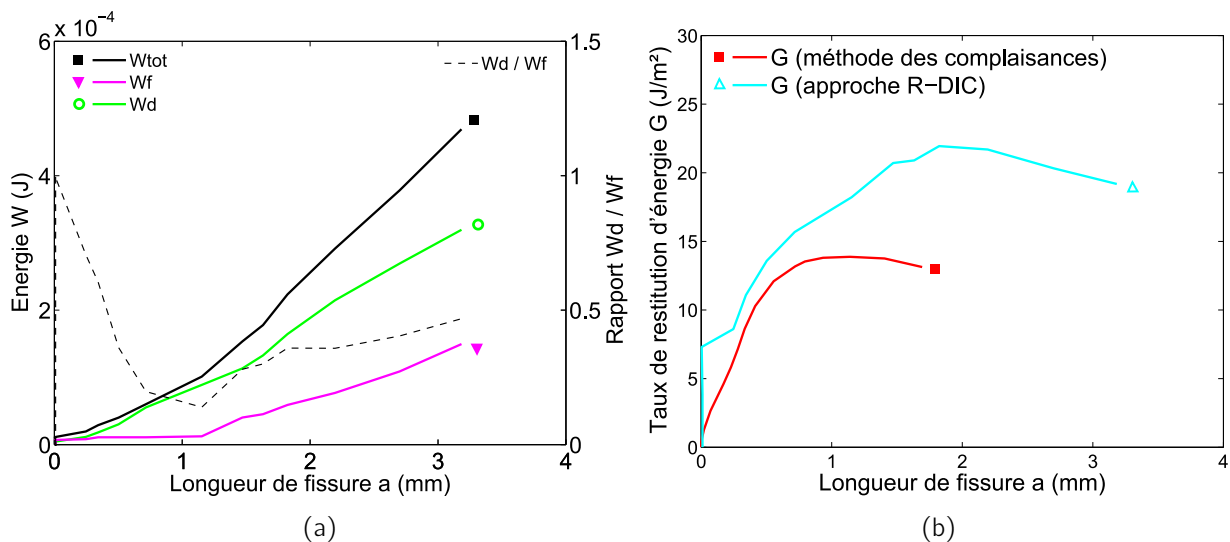 x 10⁻⁴
6
4
2
0
Energie W (J)
Wtot
Wf
Wd
Wd / Wf
1.5
1
0.5
0
Rapport Wd / Wf
0 1 2 3 4
Longueur de fissure a (mm)
(a)
30
25
20
15
10
5
0
Taux de restitution d'énergie G (J/m²)
G (méthode des complaisances)
G (approche R−DIC)
0 1 2 3 4
Longueur de fissure a (mm)
(b)